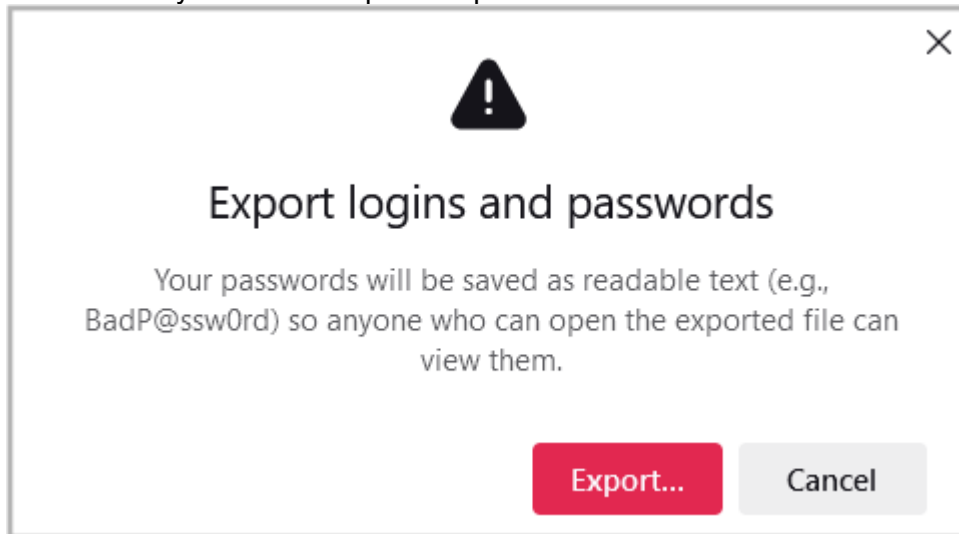 Export logins and passwords
Your passwords will be saved as readable text (e.g.,
BadP@ssw0rd) so anyone who can open the exported file can
view them.
Export...
Cancel